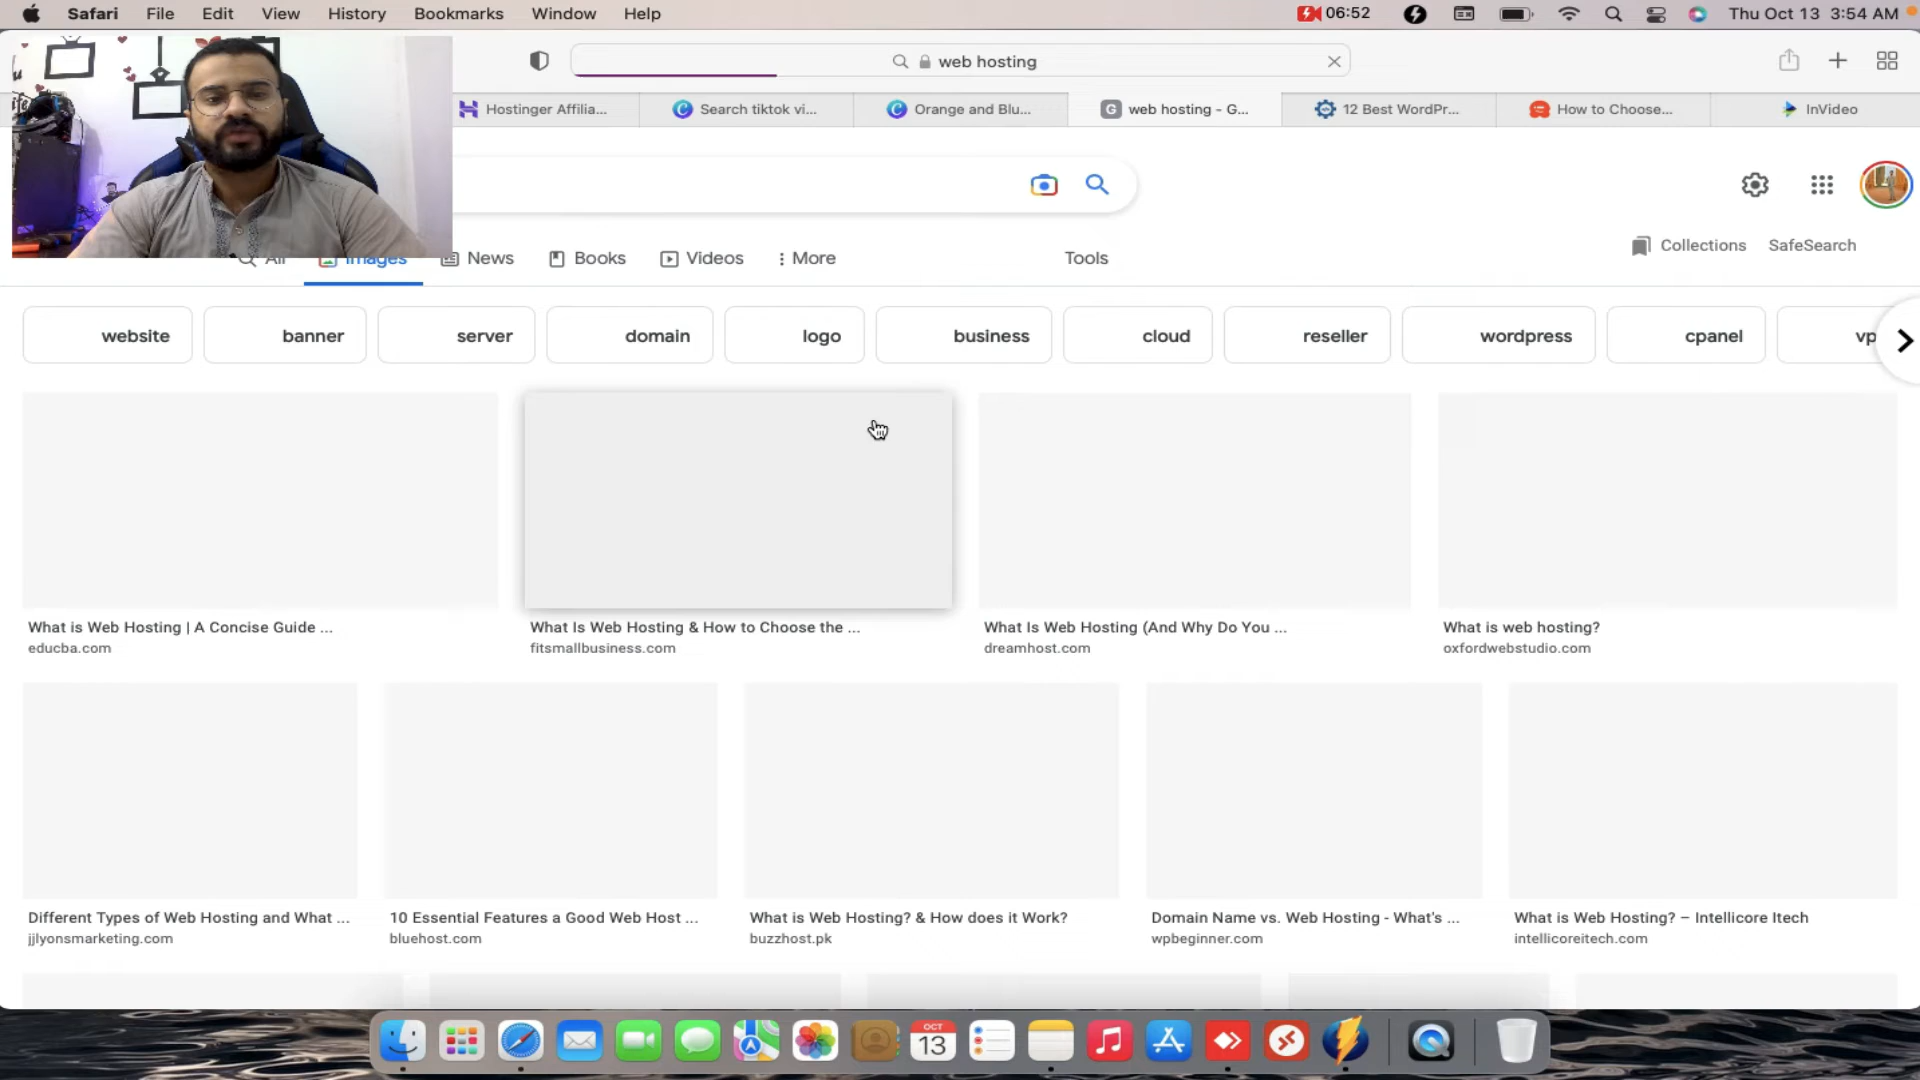 Safari File Edit View History Bookmarks Window Help 06:52 Thu Oct 13 3:54 AM
web hosting
Hostinger Affilia... Search tiktok vi... Orange and Blu... web hosting - G... 12 Best WordPr... How to Choose... InVideo
All Images News Books Videos More Tools Collections SafeSearch
website banner server domain logo business cloud reseller wordpress cpanel vp
What is Web Hosting | A Concise Guide ...
educba.com
What Is Web Hosting & How to Choose the ...
fitsmallbusiness.com
What Is Web Hosting (And Why Do You ...
dreamhost.com
What is web hosting?
oxfordwebstudio.com
Different Types of Web Hosting and What ...
jjlyonsmarketing.com
10 Essential Features a Good Web Host ...
bluehost.com
What is Web Hosting? & How does it Work?
buzzhost.pk
Domain Name vs. Web Hosting - What's ...
wpbeginner.com
What is Web Hosting? – Intellicore Itech
intellicoreitech.com
OCT
13